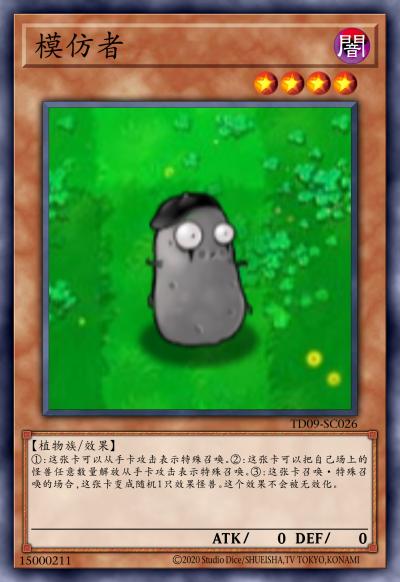 模仿者
闇
TD09-SC026
【植物族/效果】
①:这张卡可以从手卡攻击表示特殊召唤。②:这张卡可以把自己场上的
怪兽任意数量解放从手卡攻击表示特殊召唤。③:这张卡召唤・特殊召
唤的场合,这张卡变成随机1只效果怪兽。这个效果不会被无效化。
ATK/ 0 DEF/ 0
15000211 ©2020 Studio Dice/SHUEISHA,TV TOKYO,KONAMI